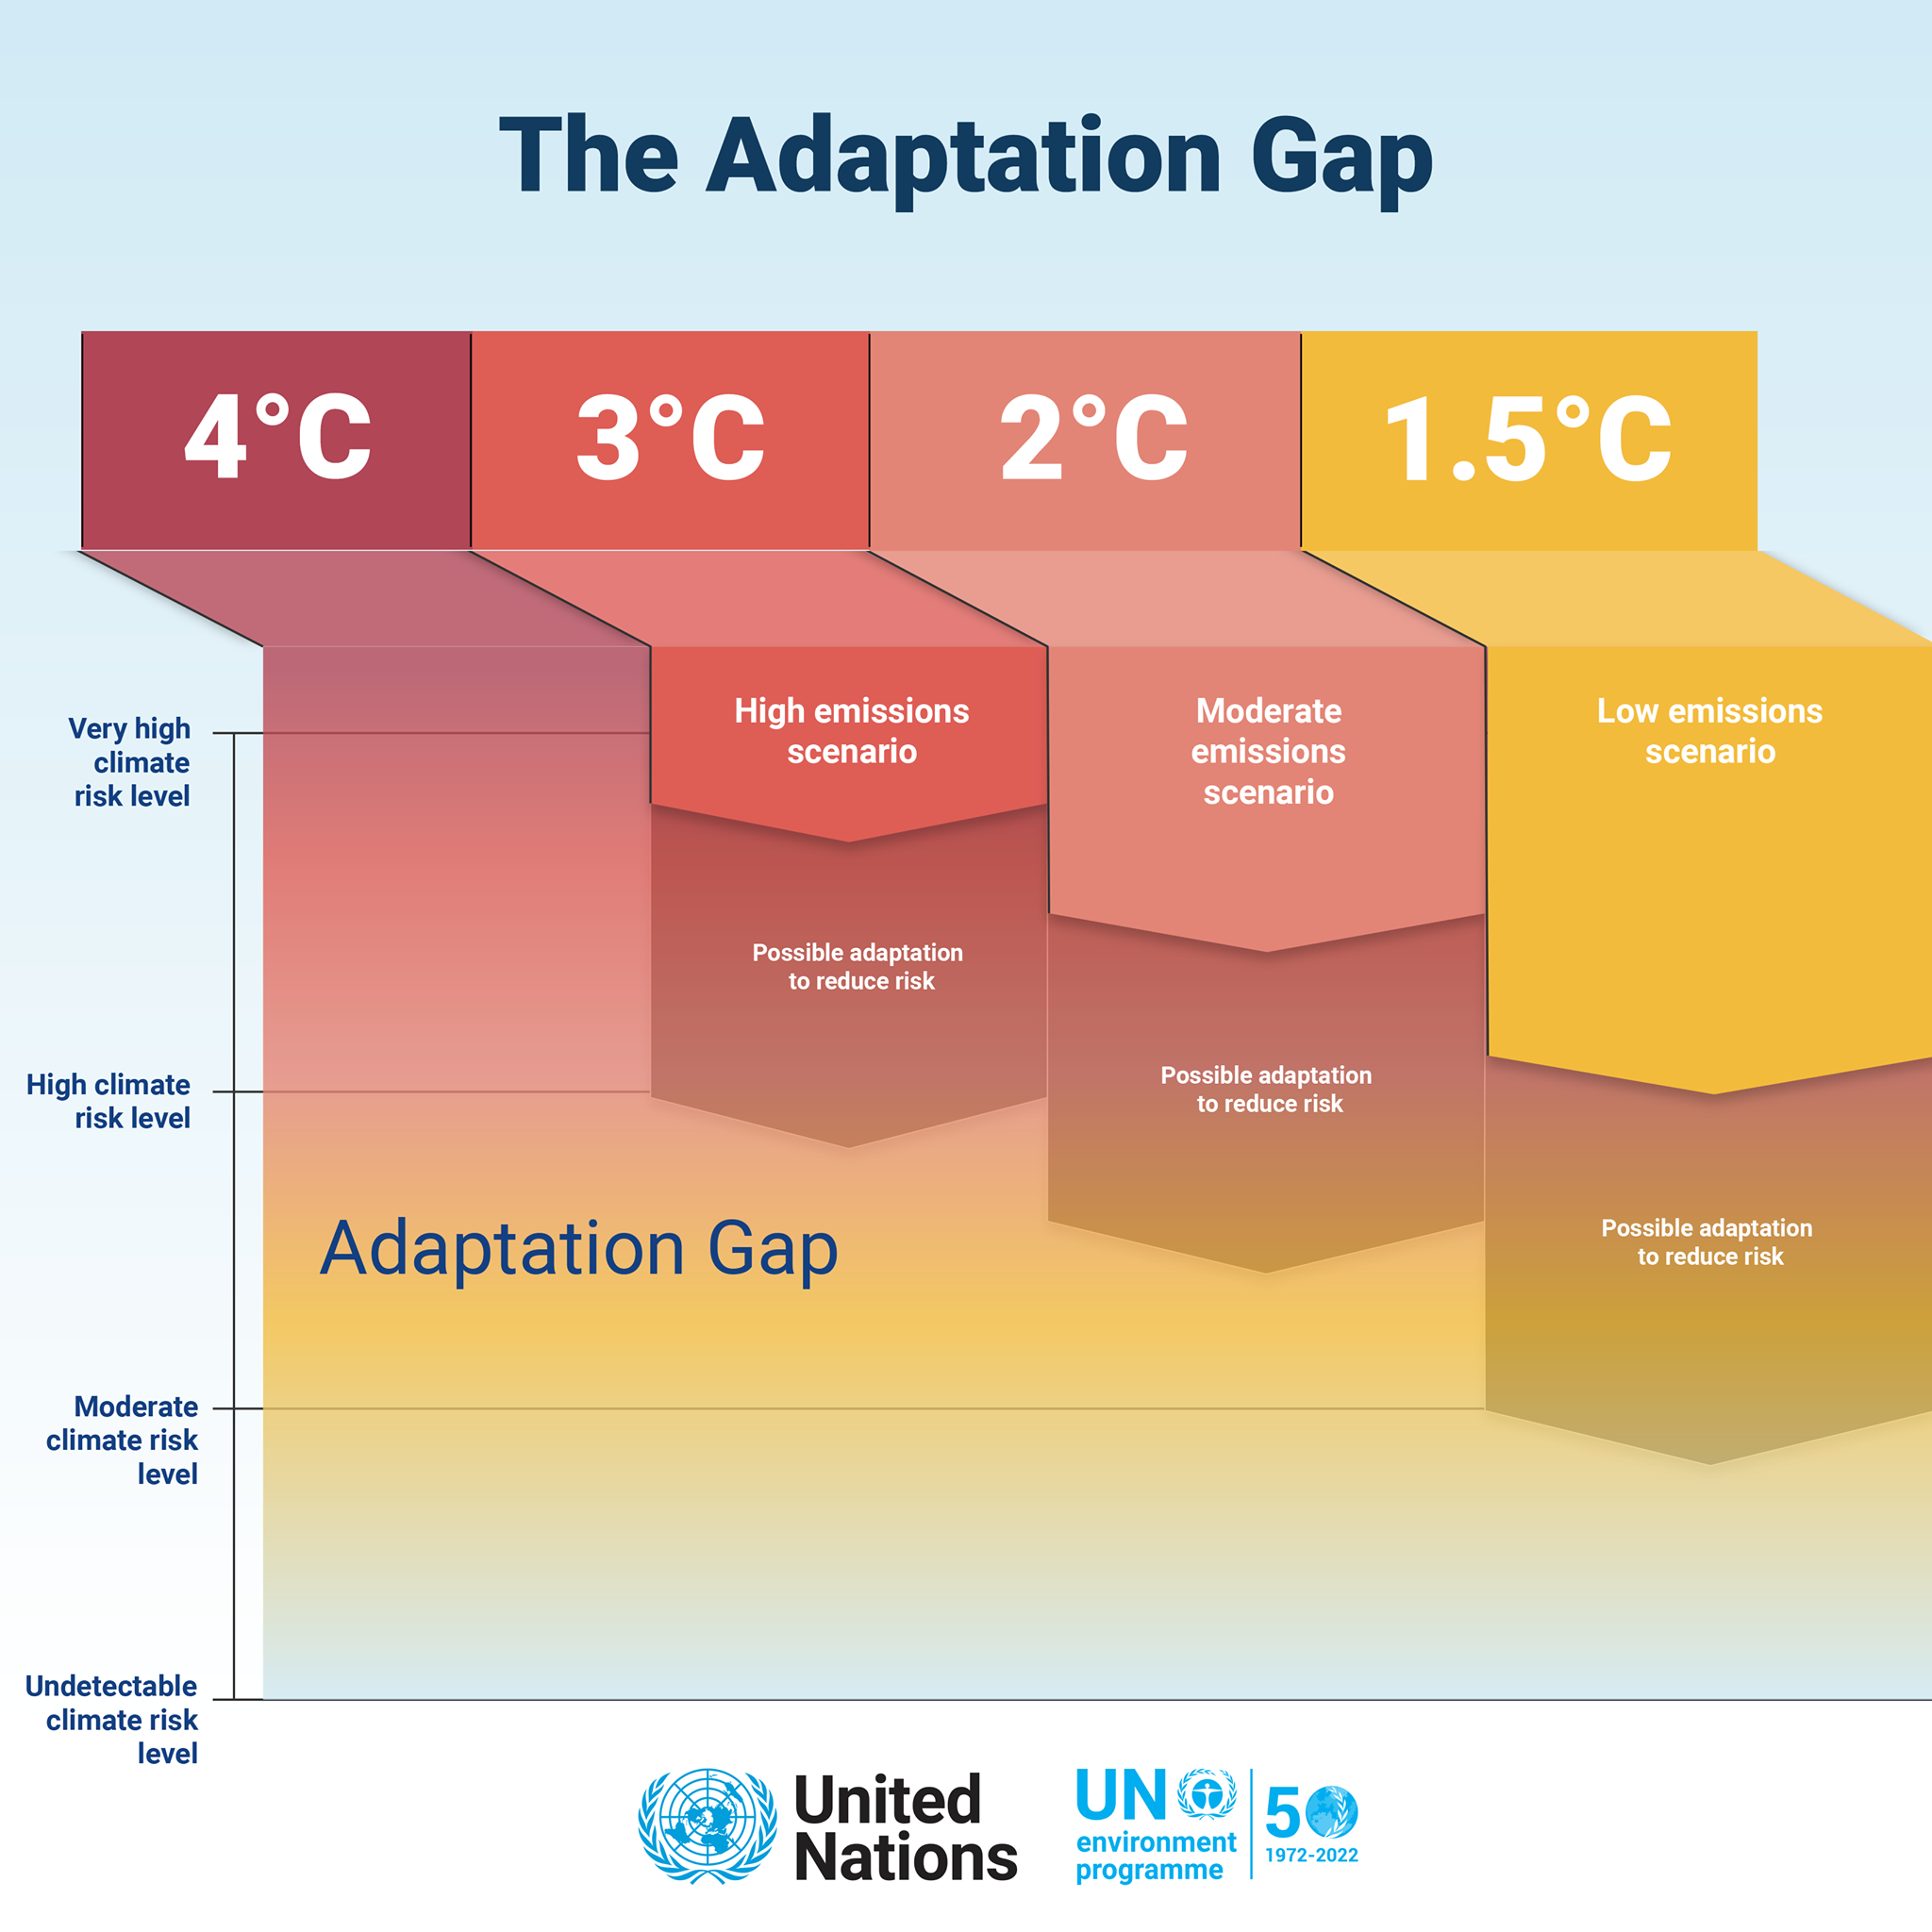 The Adaptation Gap
4°C
3°C
2°C
1.5°C
High emissions
scenario
Moderate
emissions
scenario
Low emissions
scenario
Very high
climate
risk level
Possible adaptation
to reduce risk
High climate
risk level
Possible adaptation
to reduce risk
Adaptation Gap
Possible adaptation
to reduce risk
Moderate
climate risk
level
Undetectable
climate risk
level
United
Nations
UN
environment
programme
50
1972-2022